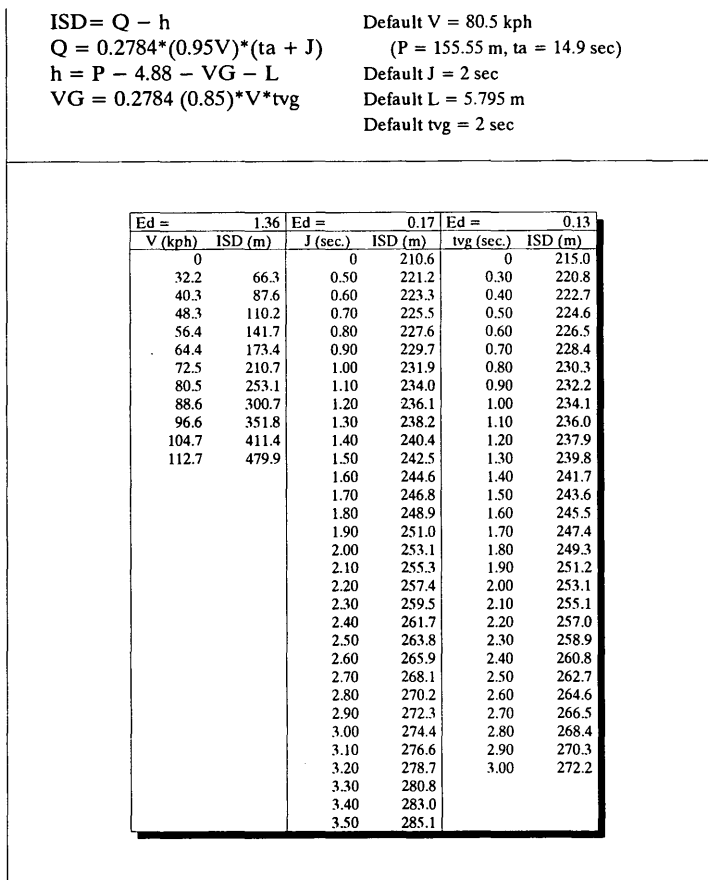 ISD= Q − h
Q = 0.2784*(0.95V)*(ta + J)
h = P − 4.88 − VG − L
VG = 0.2784 (0.85)*V*tvg
Default V = 80.5 kph
(P = 155.55 m, ta = 14.9 sec)
Default J = 2 sec
Default L = 5.795 m
Default tvg = 2 sec
Ed = 1.36 Ed = 0.17 Ed = 0.13
V (kph) ISD (m) J (sec.) ISD (m) tvg (sec.) ISD (m)
0 0 210.6 0 215.0
32.2 66.3 0.50 221.2 0.30 220.8
40.3 87.6 0.60 223.3 0.40 222.7
48.3 110.2 0.70 225.5 0.50 224.6
56.4 141.7 0.80 227.6 0.60 226.5
64.4 173.4 0.90 229.7 0.70 228.4
72.5 210.7 1.00 231.9 0.80 230.3
80.5 253.1 1.10 234.0 0.90 232.2
88.6 300.7 1.20 236.1 1.00 234.1
96.6 351.8 1.30 238.2 1.10 236.0
104.7 411.4 1.40 240.4 1.20 237.9
112.7 479.9 1.50 242.5 1.30 239.8
1.60 244.6 1.40 241.7
1.70 246.8 1.50 243.6
1.80 248.9 1.60 245.5
1.90 251.0 1.70 247.4
2.00 253.1 1.80 249.3
2.10 255.3 1.90 251.2
2.20 257.4 2.00 253.1
2.30 259.5 2.10 255.1
2.40 261.7 2.20 257.0
2.50 263.8 2.30 258.9
2.60 265.9 2.40 260.8
2.70 268.1 2.50 262.7
2.80 270.2 2.60 264.6
2.90 272.3 2.70 266.5
3.00 274.4 2.80 268.4
3.10 276.6 2.90 270.3
3.20 278.7 3.00 272.2
3.30 280.8
3.40 283.0
3.50 285.1